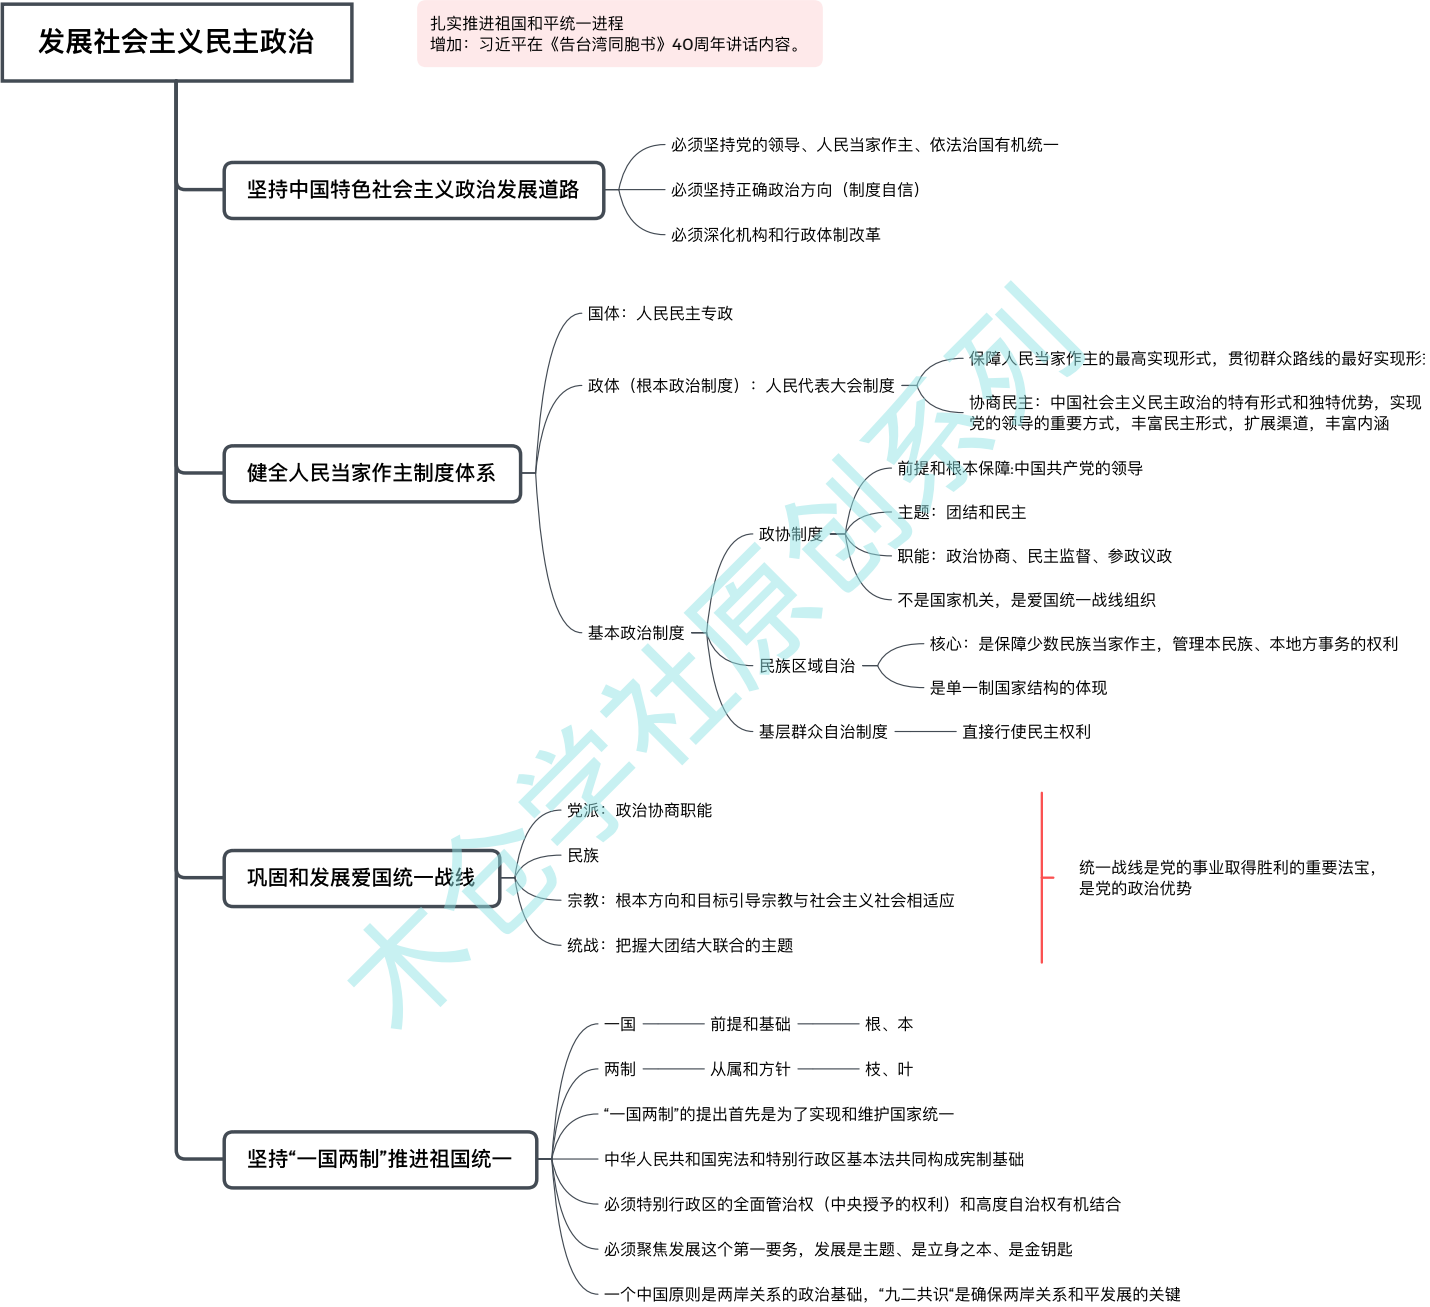 发展社会主义民主政治
扎实推进祖国和平统一进程
增加：习近平在《告台湾同胞书》40周年讲话内容。
坚持中国特色社会主义政治发展道路
必须坚持党的领导、人民当家作主、依法治国有机统一
必须坚持正确政治方向（制度自信）
必须深化机构和行政体制改革
健全人民当家作主制度体系
国体：人民民主专政
政体（根本政治制度）：人民代表大会制度
保障人民当家作主的最高实现形式，贯彻群众路线的最好实现形
协商民主：中国社会主义民主政治的特有形式和独特优势，实现
党的领导的重要方式，丰富民主形式，扩展渠道，丰富内涵
基本政治制度
政协制度
前提和根本保障:中国共产党的领导
主题：团结和民主
职能：政治协商、民主监督、参政议政
不是国家机关，是爱国统一战线组织
民族区域自治
核心：是保障少数民族当家作主，管理本民族、本地方事务的权利
是单一制国家结构的体现
基层群众自治制度
直接行使民主权利
巩固和发展爱国统一战线
党派：政治协商职能
民族
宗教：根本方向和目标引导宗教与社会主义社会相适应
统战：把握大团结大联合的主题
统一战线是党的事业取得胜利的重要法宝，
是党的政治优势
坚持“一国两制”推进祖国统一
一国
前提和基础
根、本
两制
从属和方针
枝、叶
“一国两制”的提出首先是为了实现和维护国家统一
中华人民共和国宪法和特别行政区基本法共同构成宪制基础
必须特别行政区的全面管治权（中央授予的权利）和高度自治权有机结合
必须聚焦发展这个第一要务，发展是主题、是立身之本、是金钥匙
一个中国原则是两岸关系的政治基础，“九二共识“是确保两岸关系和平发展的关键
木仓学社原创系列